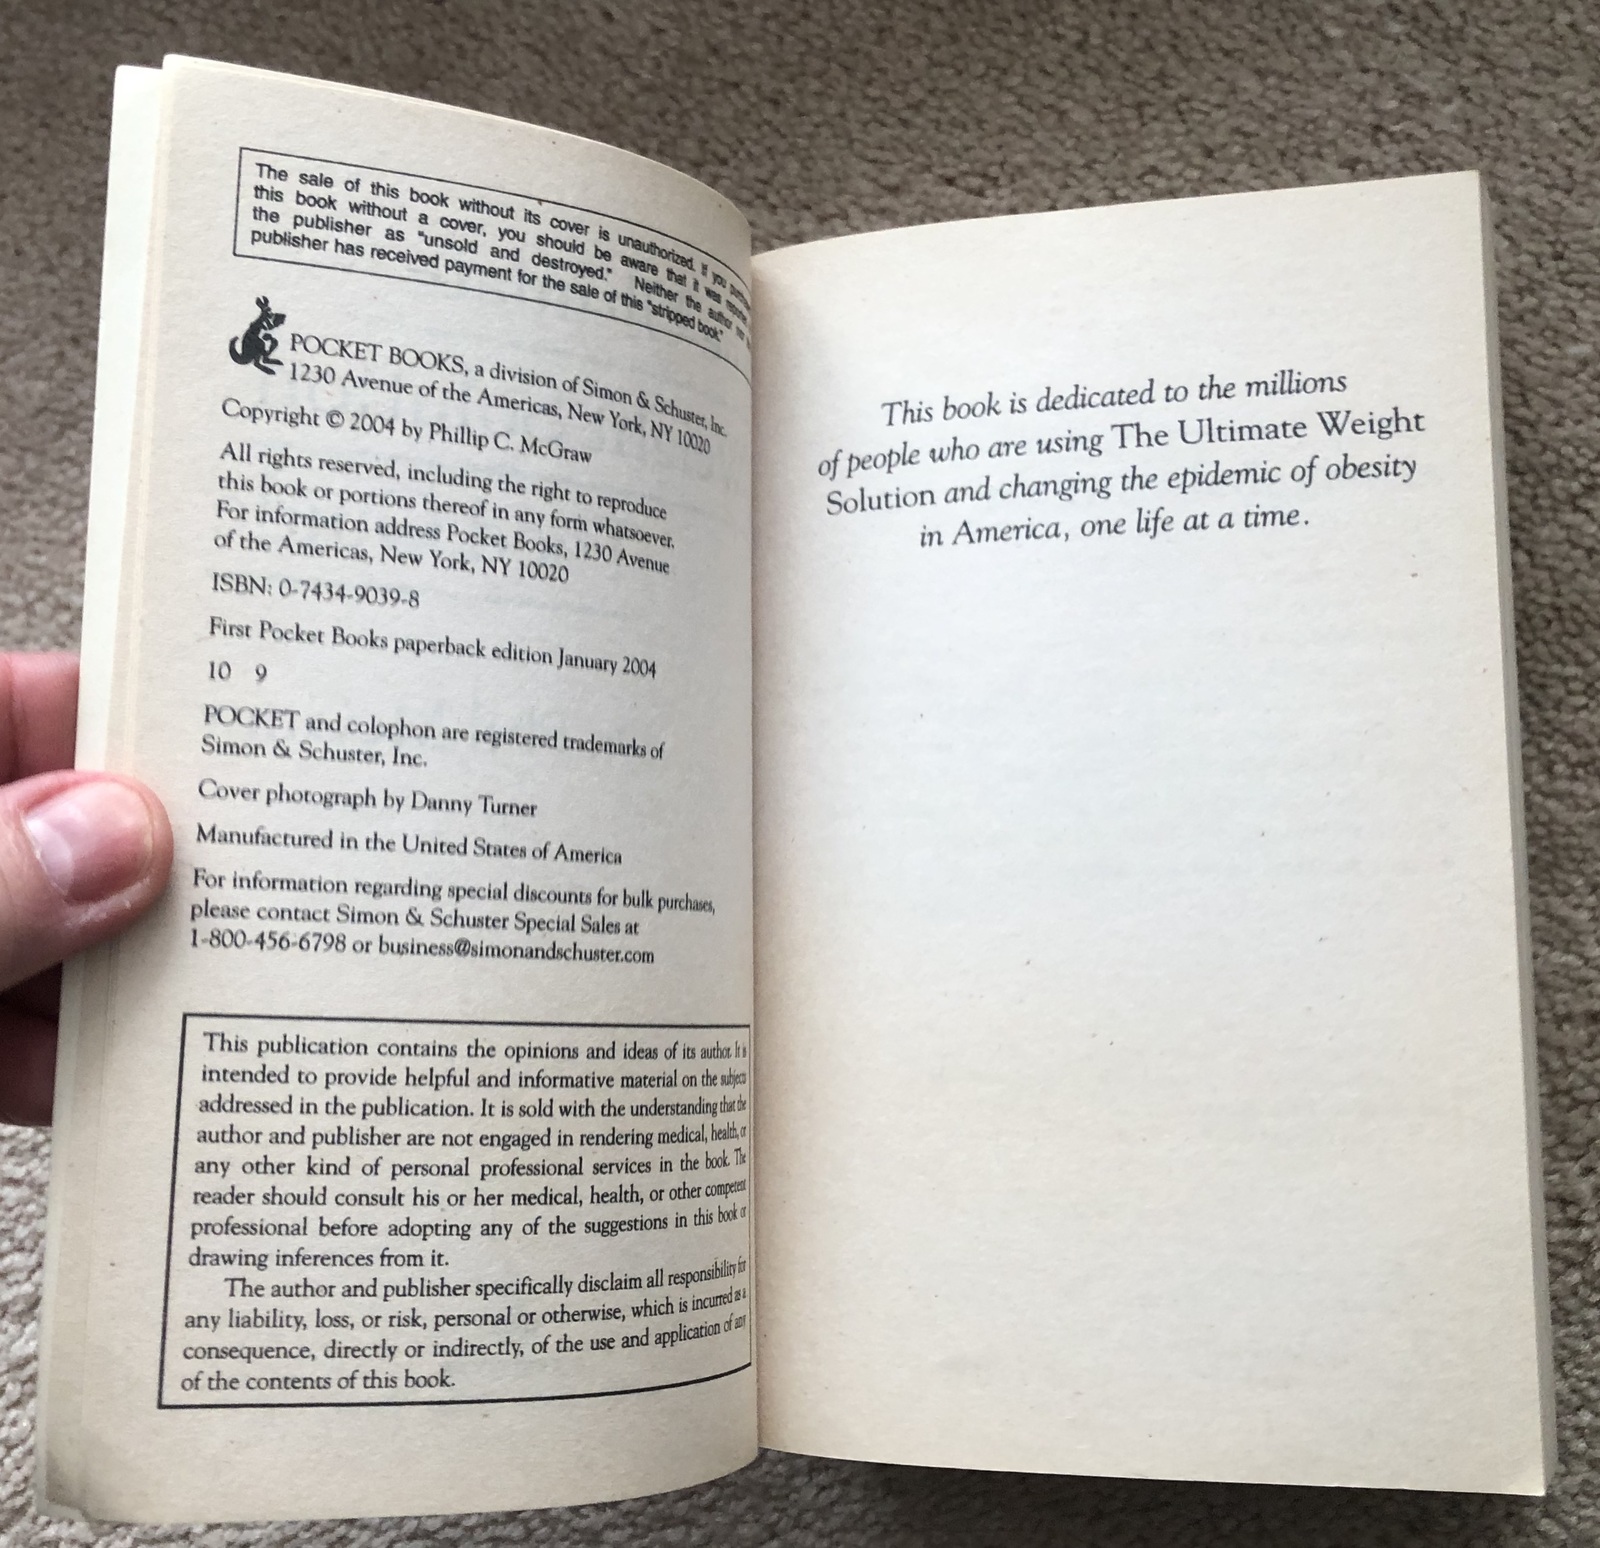 The sale of this book without its cover is unauthorized. If you
this book without a cover, you should be aware that it was
the publisher as "unsold and destroyed." Neither the author nor
publisher has received payment for the sale of this "stripped book."
POCKET BOOKS, a division of Simon & Schuster, Inc.
1230 Avenue of the Americas, New York, NY 10020
Copyright © 2004 by Phillip C. McGraw
All rights reserved, including the right to reproduce
this book or portions thereof in any form whatsoever.
For information address Pocket Books, 1230 Avenue
of the Americas, New York, NY 10020
ISBN: 0-7434-9039-8
First Pocket Books paperback edition January 2004
10 9
POCKET and colophon are registered trademarks of
Simon & Schuster, Inc.
Cover photograph by Danny Turner
Manufactured in the United States of America
For information regarding special discounts for bulk purchases,
please contact Simon & Schuster Special Sales at
1-800-456-6798 or business@simonandschuster.com
This publication contains the opinions and ideas of its author. It is
intended to provide helpful and informative material on the subjects
addressed in the publication. It is sold with the understanding that the
author and publisher are not engaged in rendering medical, health, or
any other kind of personal professional services in the book. The
reader should consult his or her medical, health, or other competent
professional before adopting any of the suggestions in this book or
drawing inferences from it.
The author and publisher specifically disclaim all responsibility for
any liability, loss, or risk, personal or otherwise, which is incurred as a
consequence, directly or indirectly, of the use and application of any
of the contents of this book.
This book is dedicated to the millions
of people who are using The Ultimate Weight
Solution and changing the epidemic of obesity
in America, one life at a time.